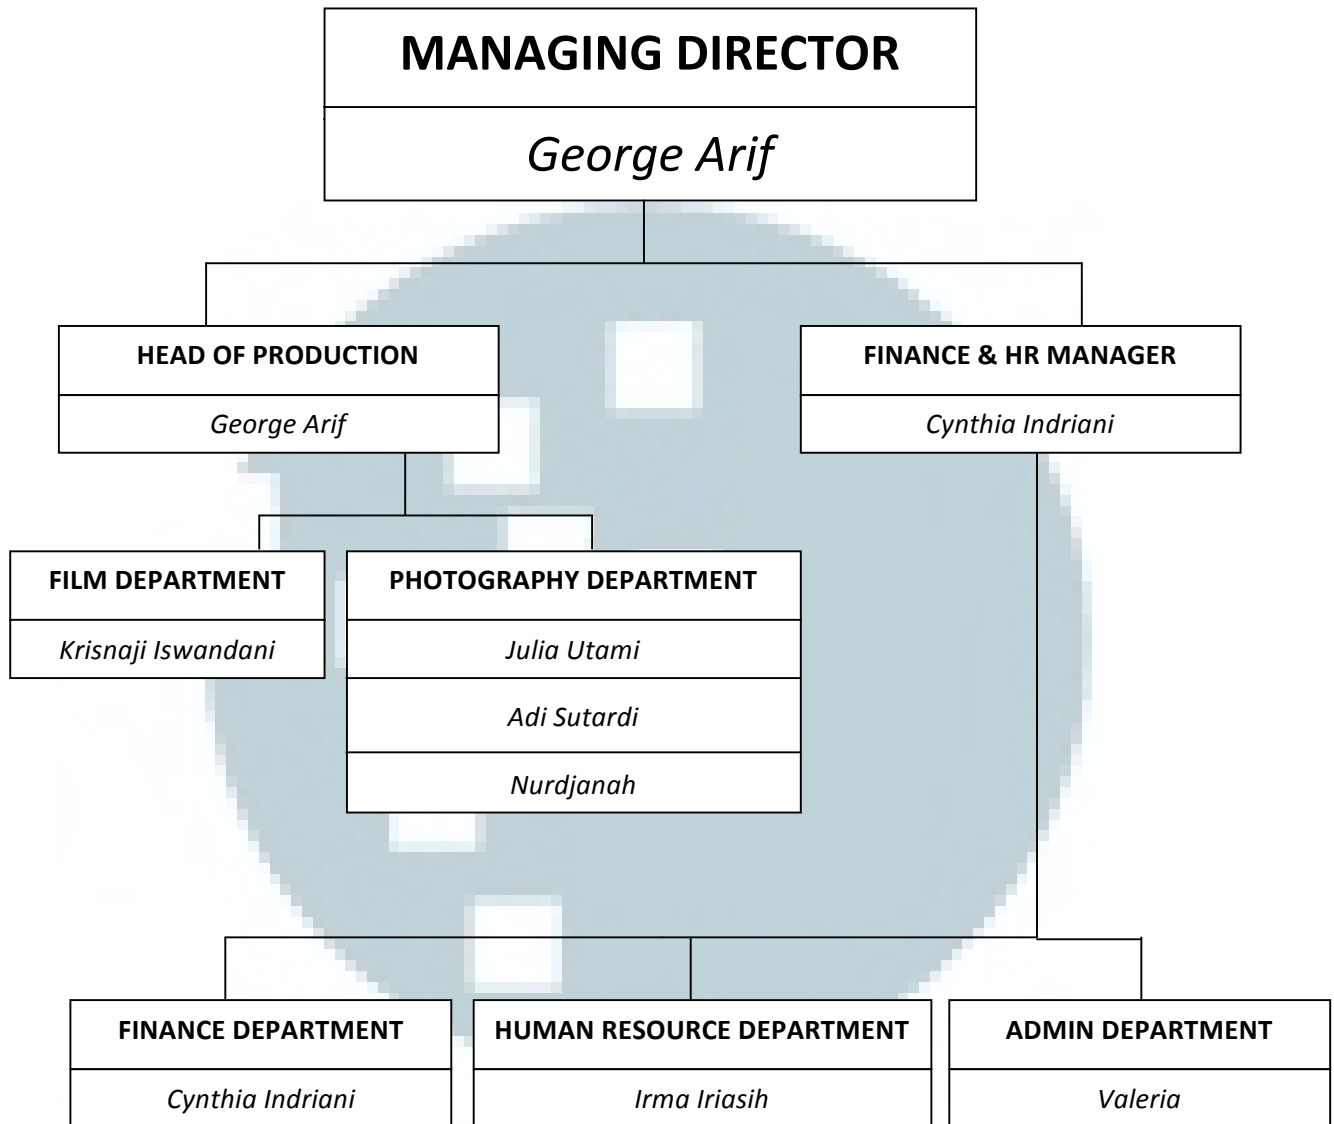 MANAGING DIRECTOR
George Arif
HEAD OF PRODUCTION
George Arif
FINANCE & HR MANAGER
Cynthia Indriani
FILM DEPARTMENT
Krisnaji Iswandani
PHOTOGRAPHY DEPARTMENT
Julia Utami
Adi Sutardi
Nurdjanah
FINANCE DEPARTMENT
Cynthia Indriani
HUMAN RESOURCE DEPARTMENT
Irma Iriasih
ADMIN DEPARTMENT
Valeria